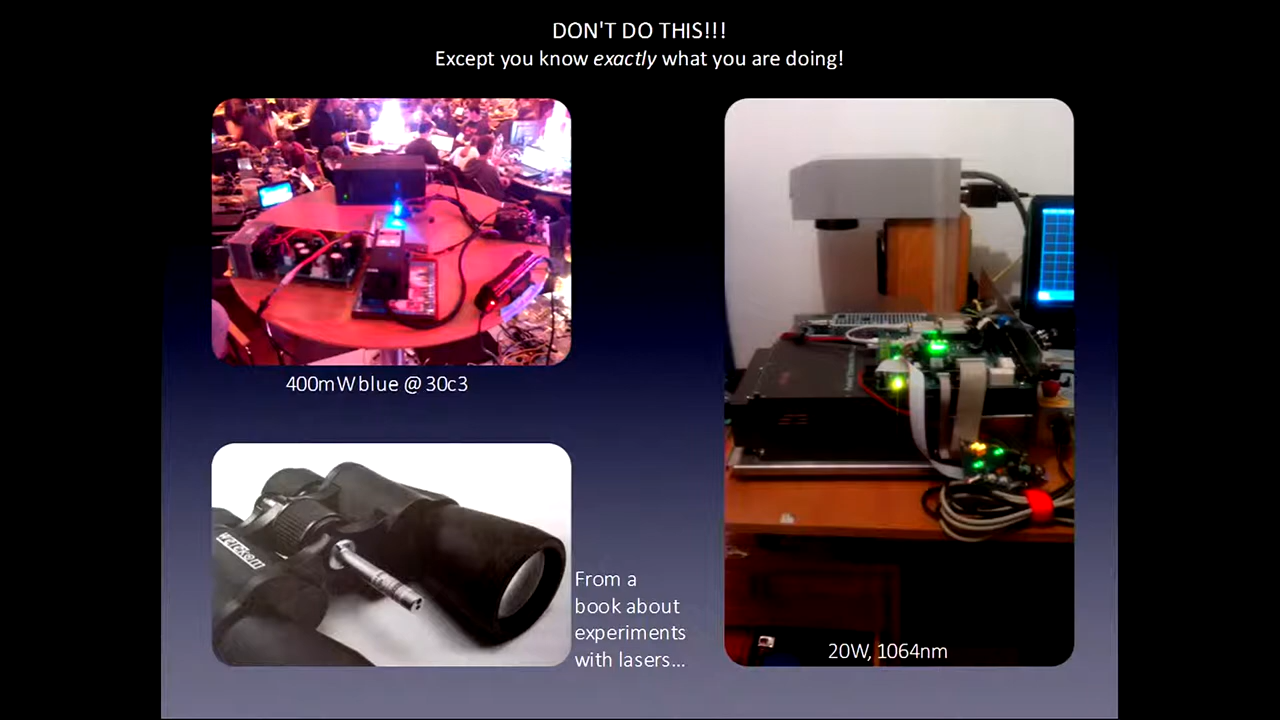 DON'T DO THIS!!!
Except you know exactly what you are doing!
400mW blue @ 30c3
From a
book about
experiments
with lasers...
20W, 1064nm